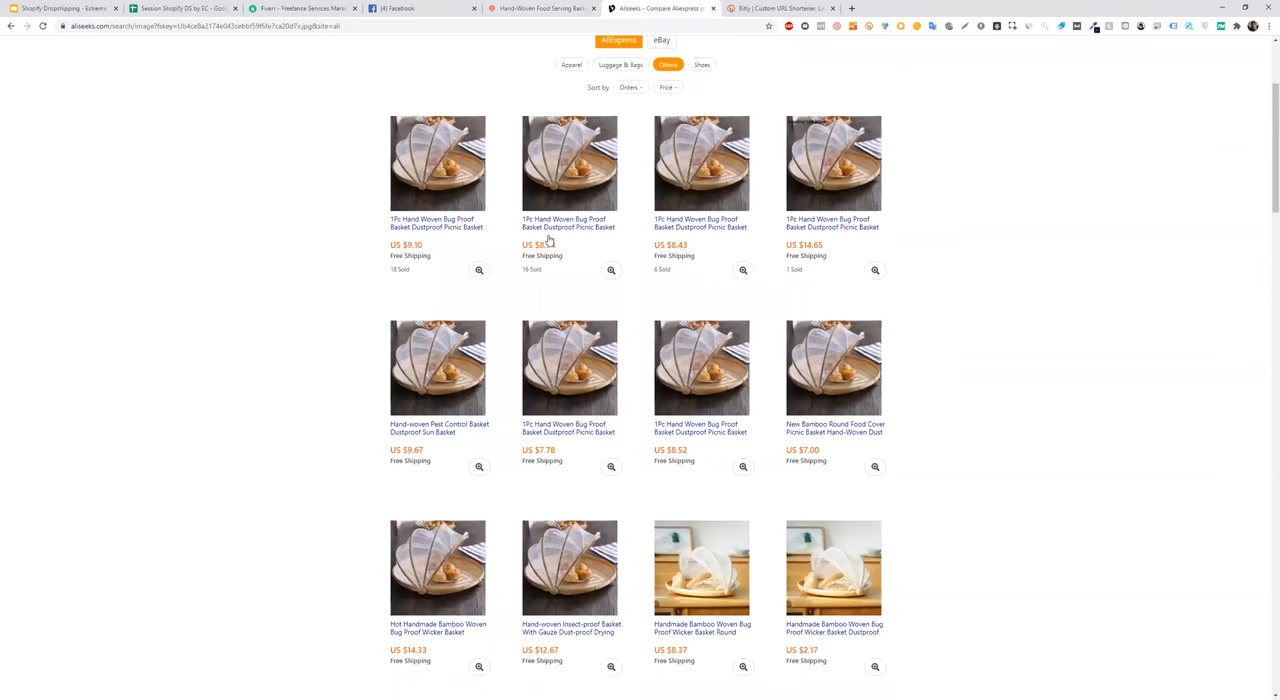 Shopify Dropshipping - Extreme
Session Shopify DS by EC - Goo
Fiverr - Freelance Services Marke
(4) Facebook
Hand-Woven Food Serving Bask
Aliseeks - Compare Aliexpress p
Bitly | Custom URL Shortener, Li
aliseeks.com/search/image?fskey=Ub4ce8a2174e043cebbf59f6fe7ca20d7x.jpg&site=ali
AliExpress
eBay
Apparel
Luggage & Bags
Others
Shoes
Sort by
Orders
Price
1Pc Hand Woven Bug Proof
Basket Dustproof Picnic Basket
US $9.10
Free Shipping
18 Sold
1Pc Hand Woven Bug Proof
Basket Dustproof Picnic Basket
US $8.
Free Shipping
16 Sold
1Pc Hand Woven Bug Proof
Basket Dustproof Picnic Basket
US $8.43
Free Shipping
6 Sold
1Pc Hand Woven Bug Proof
Basket Dustproof Picnic Basket
US $14.65
Free Shipping
1 Sold
Hand-woven Pest Control Basket
Dustproof Sun Basket
US $9.67
Free Shipping
1Pc Hand Woven Bug Proof
Basket Dustproof Picnic Basket
US $7.78
Free Shipping
1Pc Hand Woven Bug Proof
Basket Dustproof Picnic Basket
US $8.52
Free Shipping
New Bamboo Round Food Cover
Picnic Basket Hand-Woven Dust
US $7.00
Free Shipping
Hot Handmade Bamboo Woven
Bug Proof Wicker Basket
US $14.33
Free Shipping
Hand-woven Insect-proof Basket
With Gauze Dust-proof Drying
US $12.67
Free Shipping
Handmade Bamboo Woven Bug
Proof Wicker Basket Round
US $8.37
Free Shipping
Handmade Bamboo Woven Bug
Proof Wicker Basket Dustproof
US $2.17
Free Shipping